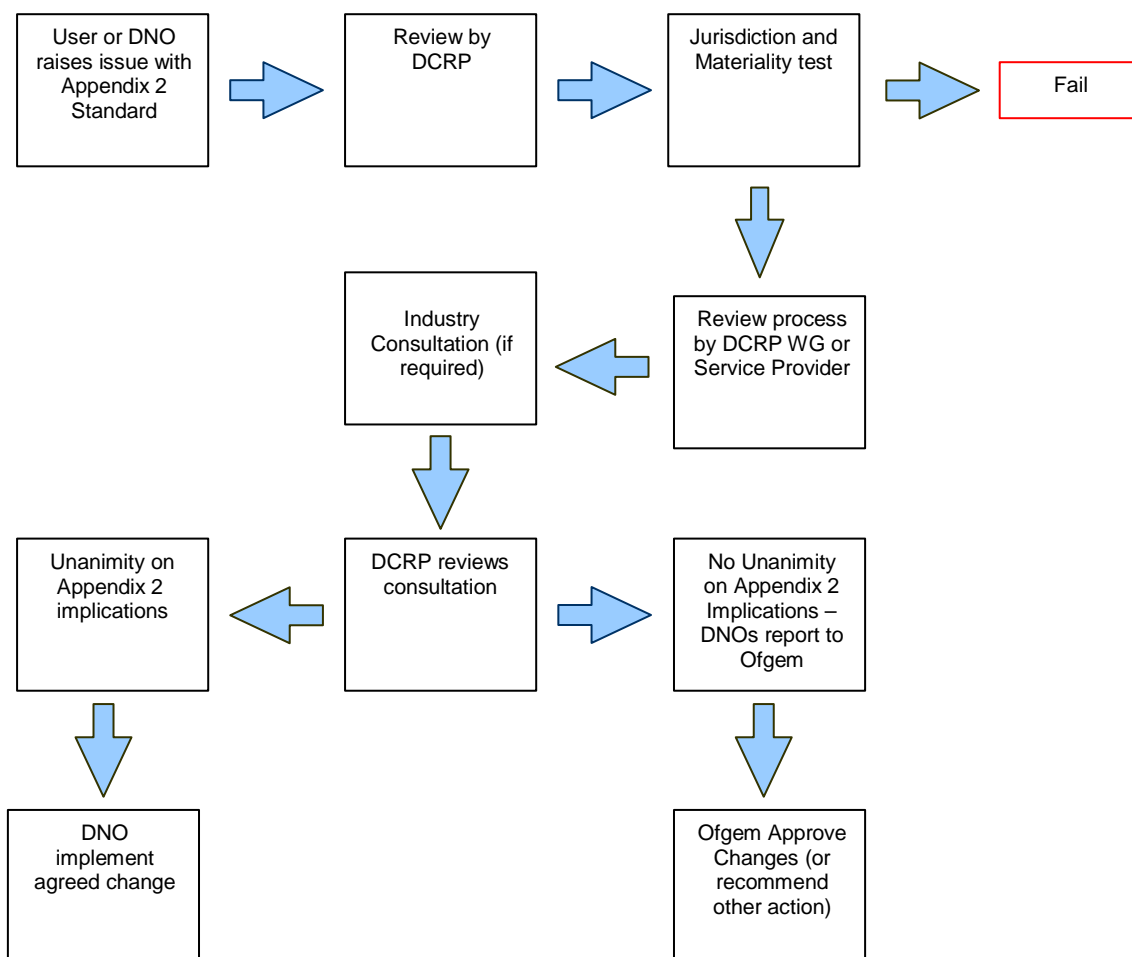 User or DNO
raises issue with
Appendix 2
Standard
Review by
DCRP
Jurisdiction and
Materiality test
Fail
Industry
Consultation (if
required)
Review process
by DCRP WG or
Service Provider
Unanimity on
Appendix 2
implications
DCRP reviews
consultation
No Unanimity
on Appendix 2
Implications –
DNOs report to
Ofgem
DNO
implement
agreed change
Ofgem Approve
Changes (or
recommend
other action)